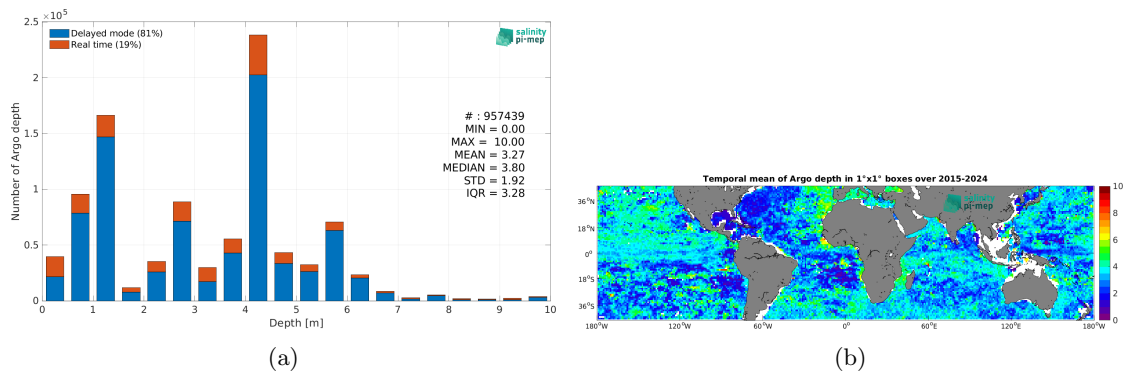 ×10⁵
2.5
2
1.5
1
0.5
0
Number of Argo depth
Delayed mode (81%)
Real time (19%)
salinity
pi-mep
# : 957439
MIN = 0.00
MAX = 10.00
MEAN = 3.27
MEDIAN = 3.80
STD = 1.92
IQR = 3.28
0 1 2 3 4 5 6 7 8 9 10
Depth [m]
(a)
Temporal mean of Argo depth in 1°x1° boxes over 2015-2024
salinity
pi-mep
36°N
18°N
0°
18°S
36°S
180°W 120°W 60°W 0° 60°E 120°E 180°W
10
8
6
4
2
0
(b)